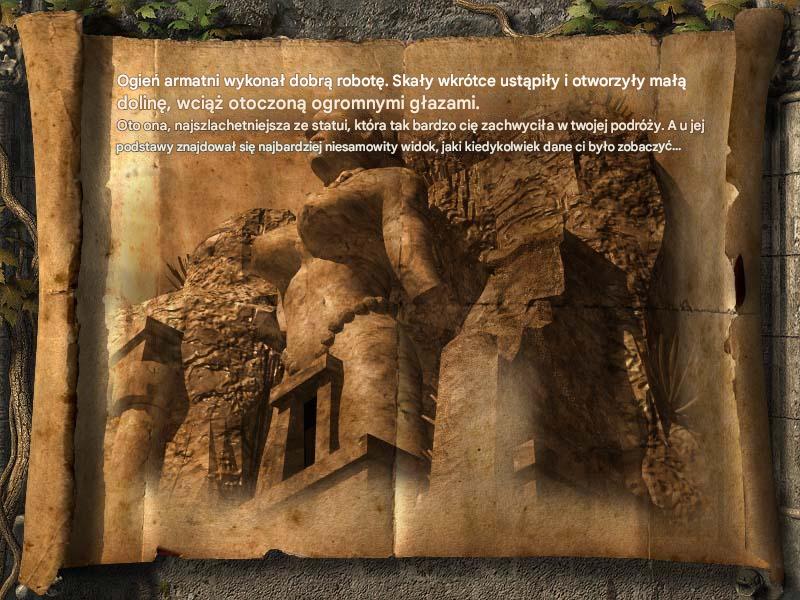 Ogień armatni wykonał dobrą robotę. Skały wkrótce ustąpiły i otworzyły małą
dolinę, wciąż otoczoną ogromnymi głazami.
Oto ona, najszlachetniejsza ze statui, która tak bardzo cię zachwyciła w twojej podróży. A u jej
podstawy znajdował się najbardziej niesamowity widok, jaki kiedykolwiek dane ci było zobaczyć...